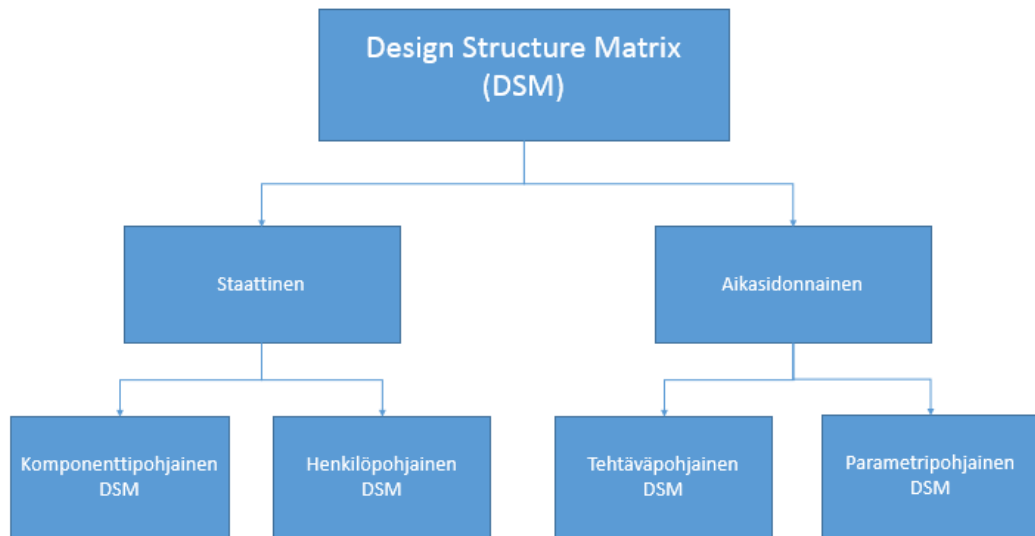 Design Structure Matrix
(DSM)
Staattinen
Aikasidonnainen
Komponenttipohjainen
DSM
Henkilöpohjainen
DSM
Tehtäväpohjainen
DSM
Parametripohjainen
DSM